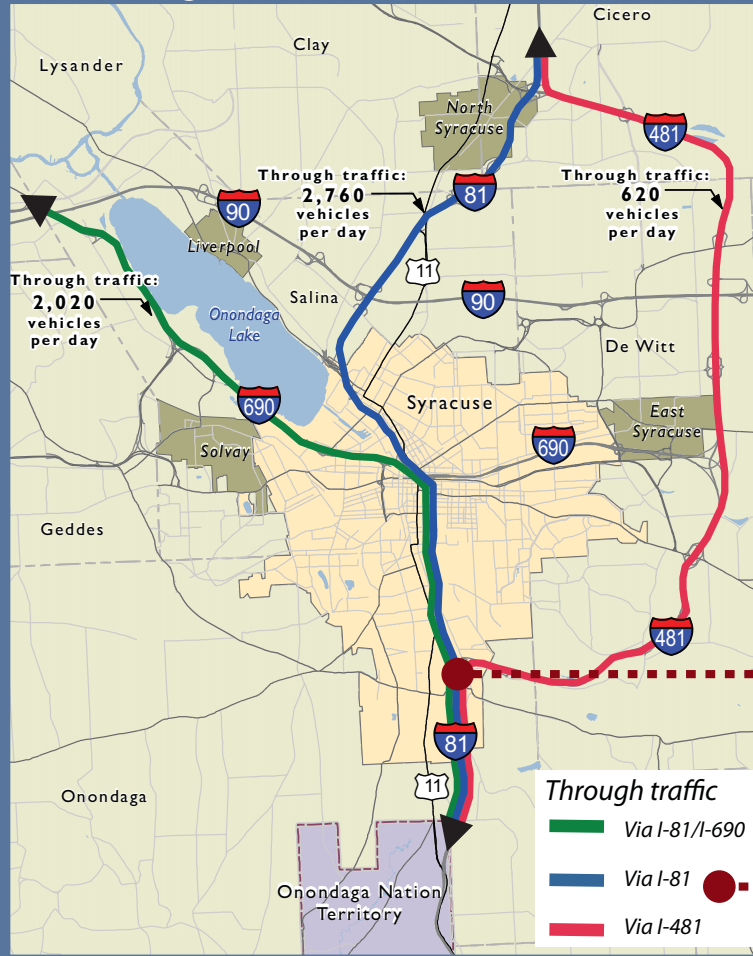 Cicero
Clay
Lysander
North
Syracuse
481
Through traffic:
2,760
vehicles
per day
81
Through traffic:
620
vehicles
per day
90
Liverpool
11
Through traffic:
2,020
vehicles
per day
Salina
90
Onondaga
Lake
De Witt
690
Syracuse
East
Syracuse
Solvay
690
Geddes
481
81
11
Onondaga
Onondaga Nation
Territory
Through traffic
Via I-81/I-690
Via I-81
Via I-481